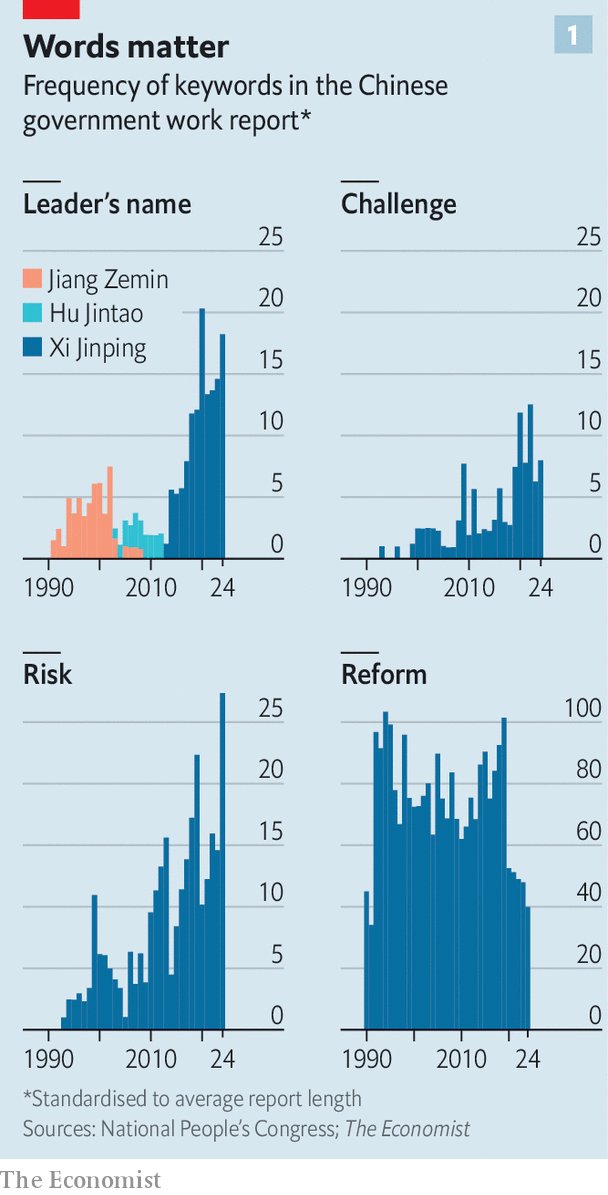 Words matter
1
Frequency of keywords in the Chinese
government work report*
Leader's name
25
20
15
10
5
0
Jiang Zemin
Hu Jintao
Xi Jinping
1990
2010
24
Challenge
25
20
15
10
5
0
1990
2010
24
Risk
25
20
15
10
5
0
1990
2010
24
Reform
100
80
60
40
20
0
1990
2010
24
*Standardised to average report length
Sources: National People's Congress; The Economist
The Economist